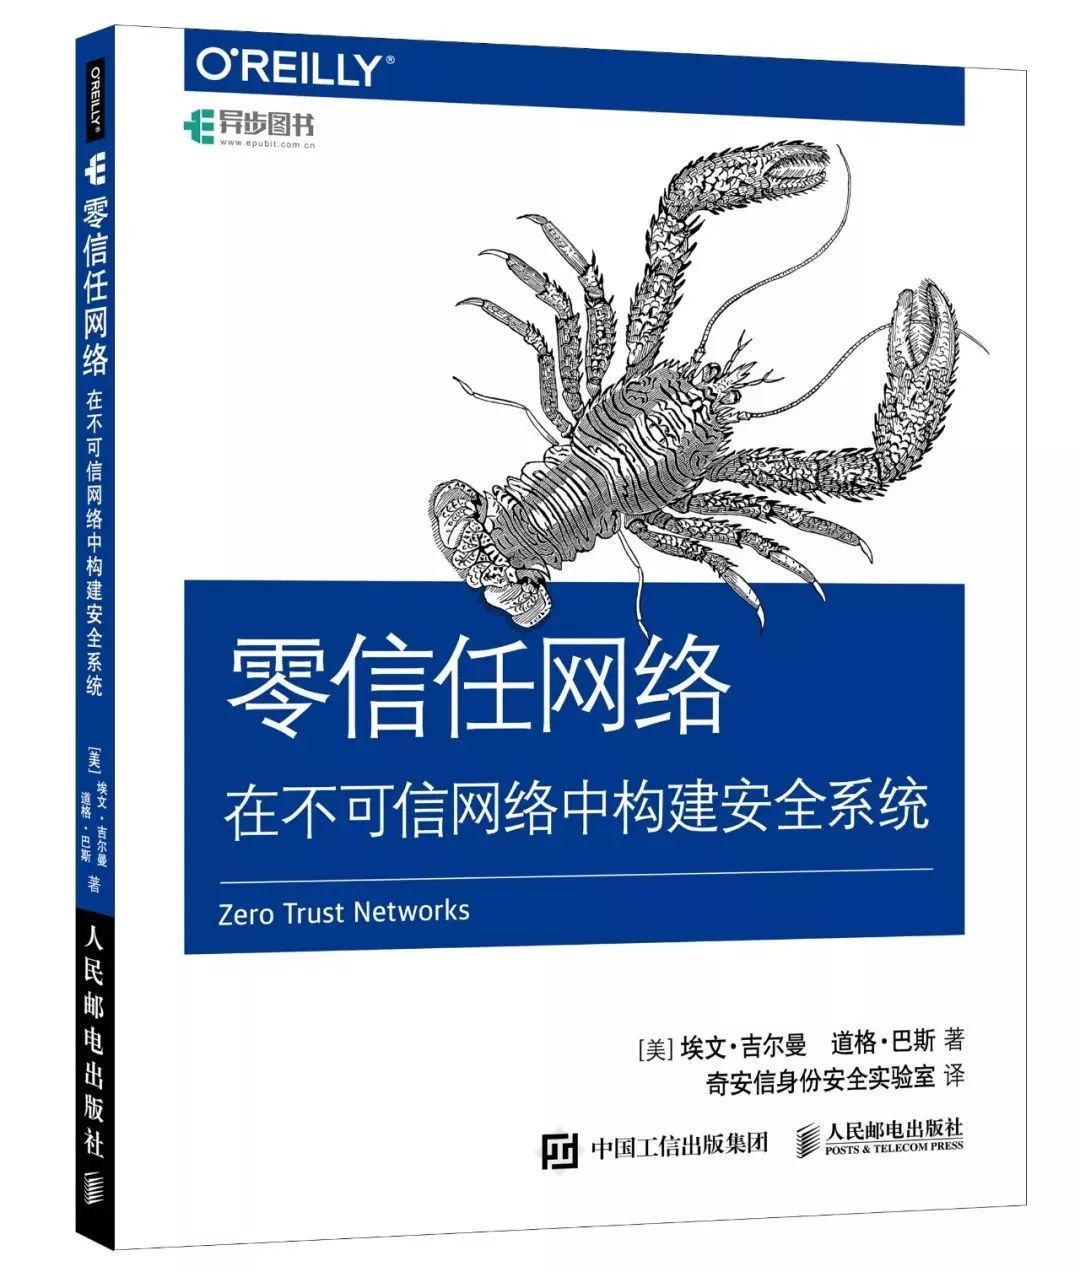 O'REILLY®
异步图书
www.epubit.com.cn
零信任网络
在不可信网络中构建安全系统
Zero Trust Networks
[美] 埃文·吉尔曼 道格·巴斯 著
奇安信身份安全实验室 译
中国工信出版集团
人民邮电出版社
POSTS & TELECOM PRESS
O'REILLY®
零信任网络
在不可信网络中构建安全系统
[美] 埃文·吉尔曼
道格·巴斯
著
人民邮电出版社